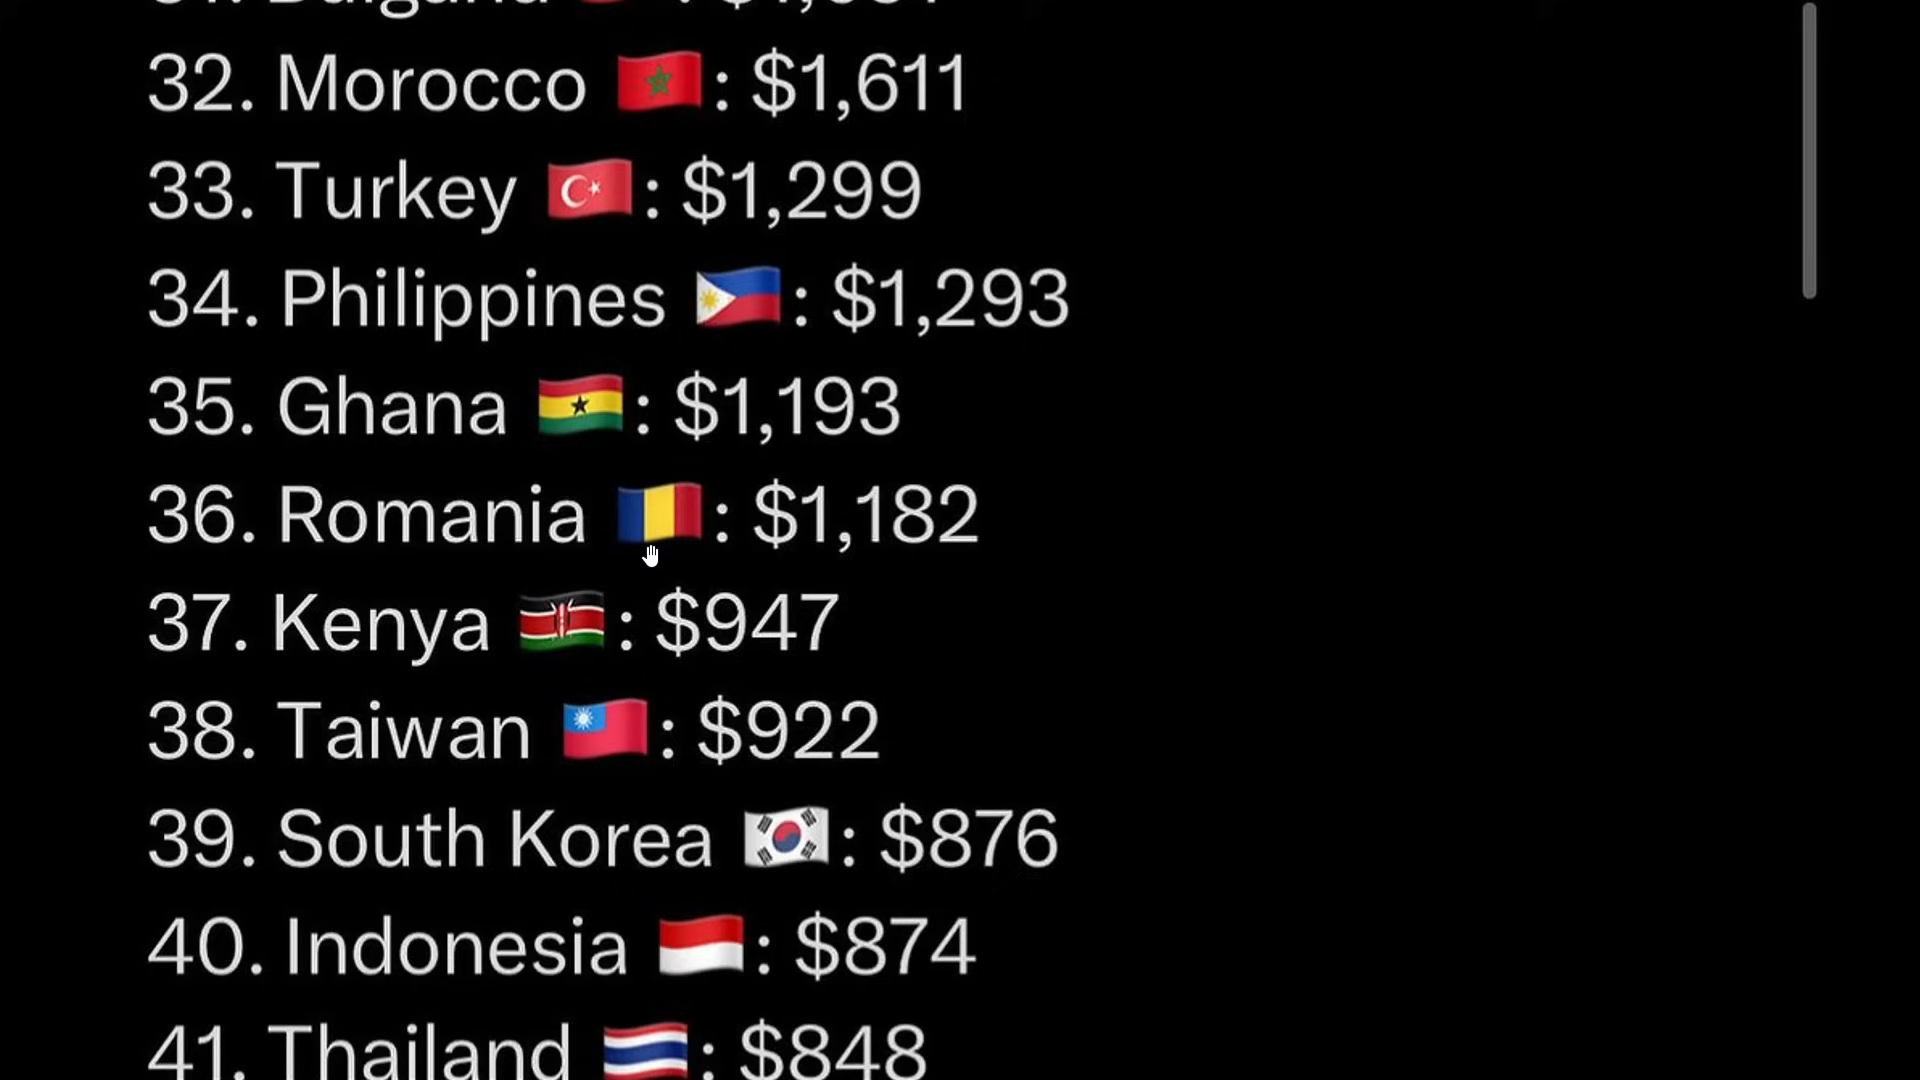 32. Morocco 🇲🇦: $1,611
33. Turkey 🇹🇷: $1,299
34. Philippines 🇵🇭: $1,293
35. Ghana 🇬🇭: $1,193
36. Romania 🇷🇴: $1,182
37. Kenya 🇰🇪: $947
38. Taiwan 🇹🇼: $922
39. South Korea 🇰🇷: $876
40. Indonesia 🇮🇩: $874
41. Thailand 🇹🇭: $848